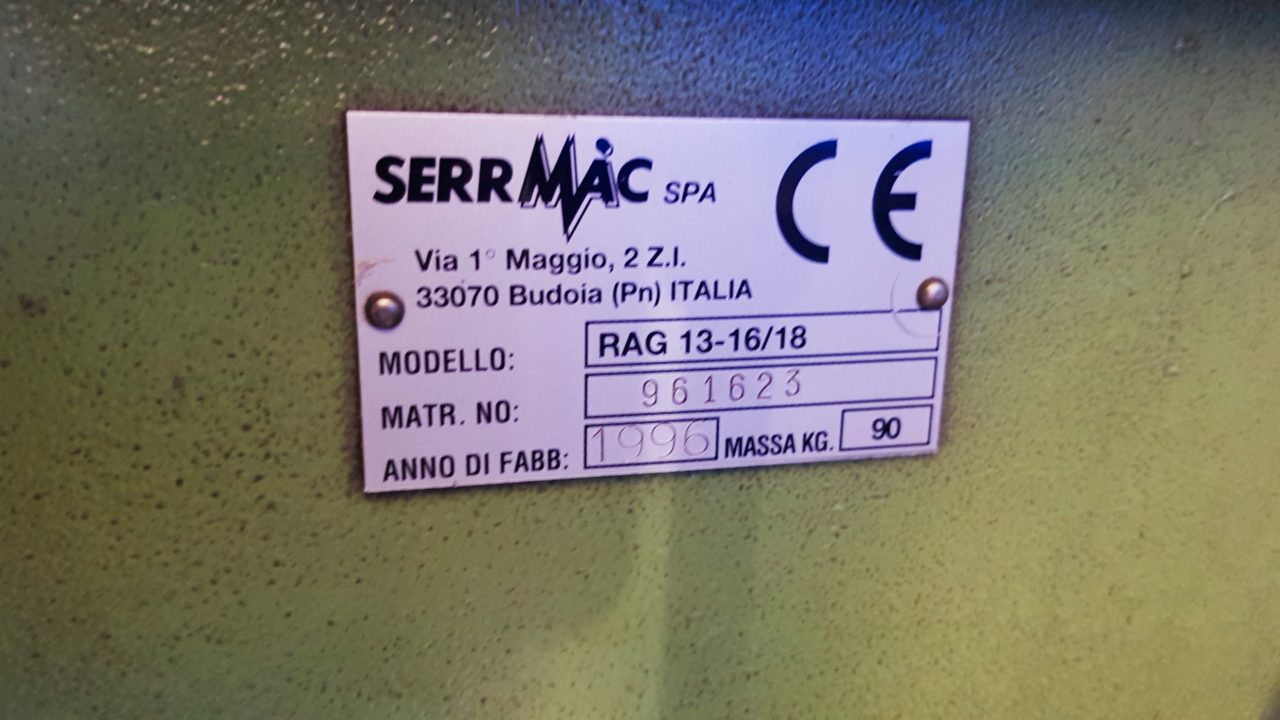 SERRMAC SPA
CE
Via 1° Maggio, 2 Z.I.
33070 Budoia (Pn) ITALIA
MODELLO: RAG 13-16/18
MATR. NO: 961623
ANNO DI FABB: 1996 MASSA KG. 90